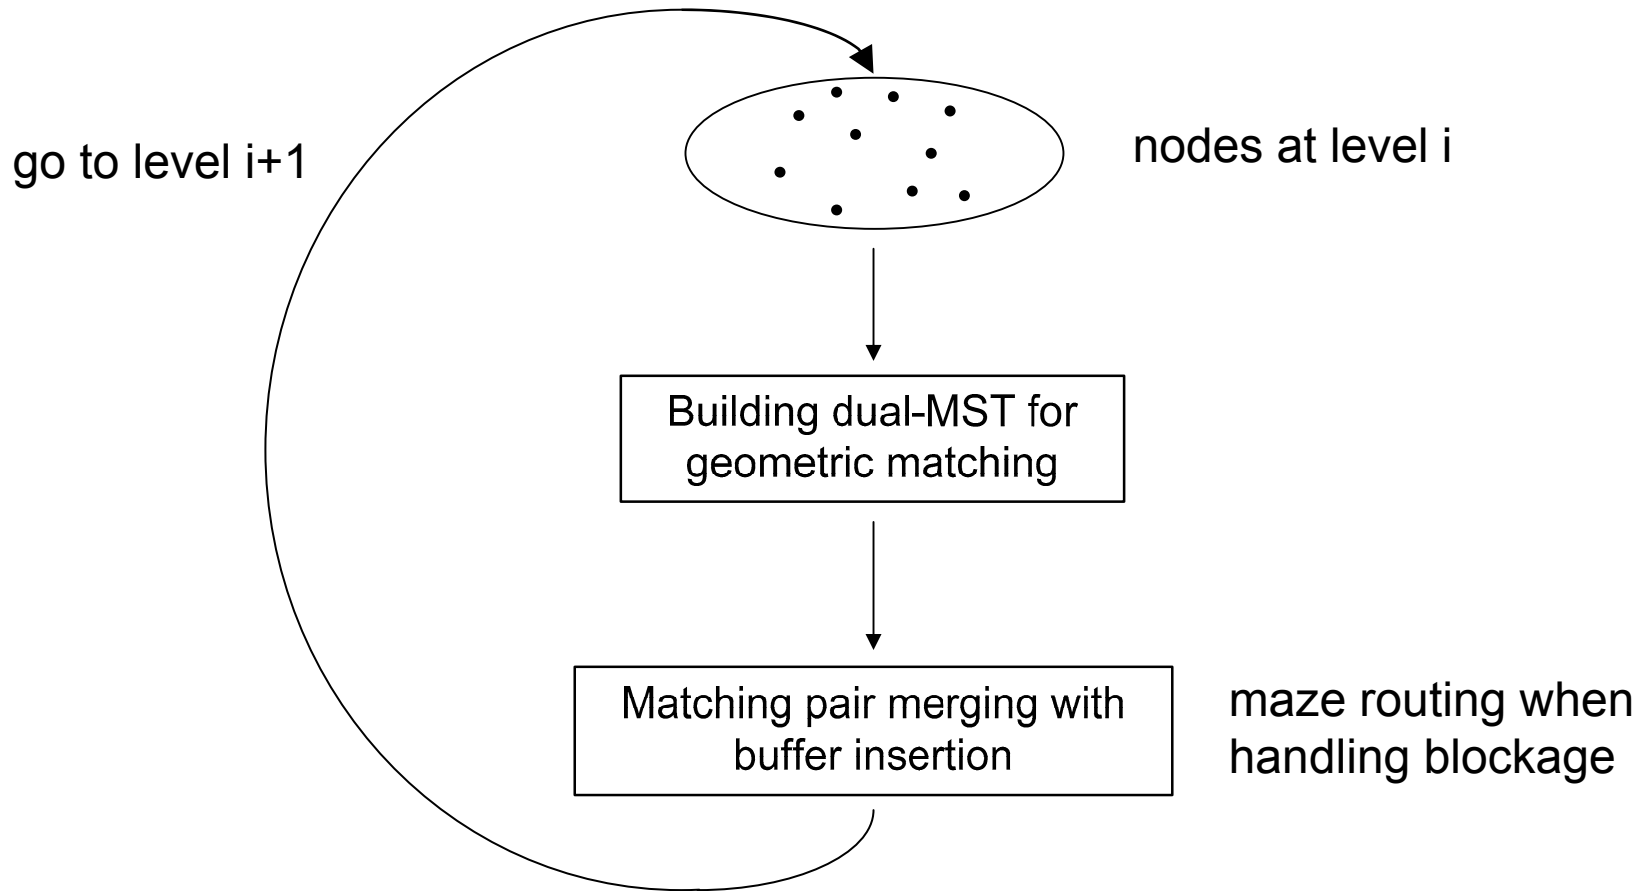 go to level i+1
nodes at level i
Building dual-MST for
geometric matching
Matching pair merging with
buffer insertion
maze routing when
handling blockage